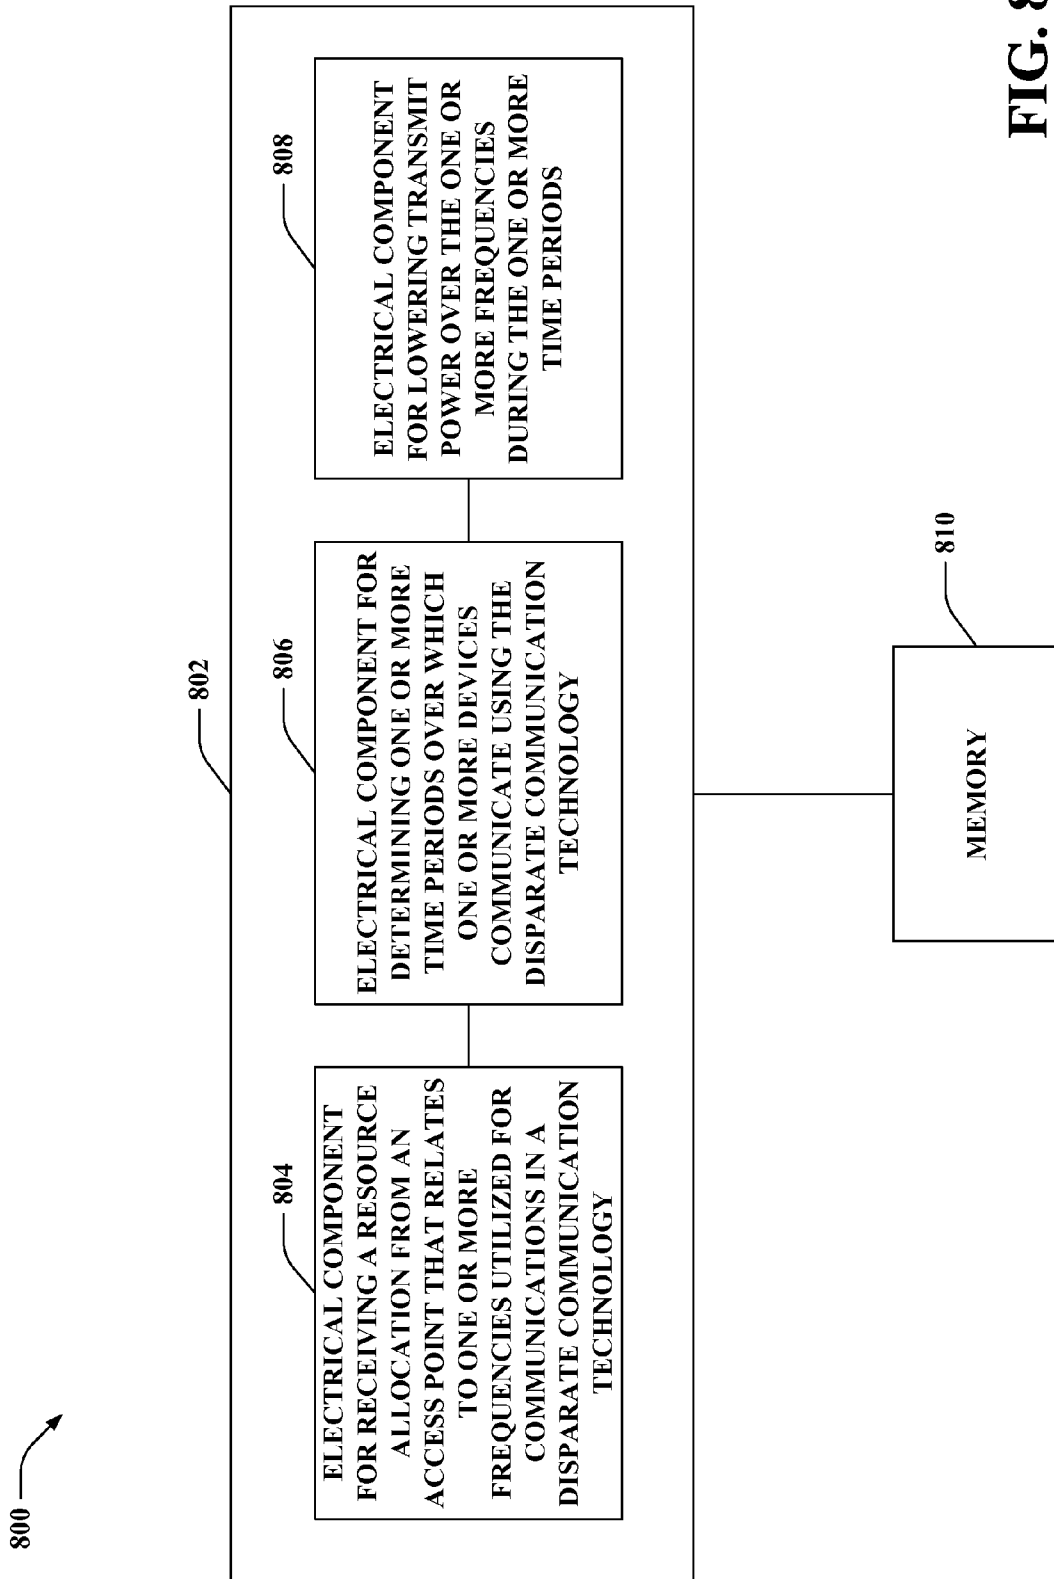 800
802
804
ELECTRICAL COMPONENT
FOR RECEIVING A RESOURCE
ALLOCATION FROM AN
ACCESS POINT THAT RELATES
TO ONE OR MORE
FREQUENCIES UTILIZED FOR
COMMUNICATIONS IN A
DISPARATE COMMUNICATION
TECHNOLOGY
806
ELECTRICAL COMPONENT FOR
DETERMINING ONE OR MORE
TIME PERIODS OVER WHICH
ONE OR MORE DEVICES
COMMUNICATE USING THE
DISPARATE COMMUNICATION
TECHNOLOGY
808
ELECTRICAL COMPONENT
FOR LOWERING TRANSMIT
POWER OVER THE ONE OR
MORE FREQUENCIES
DURING THE ONE OR MORE
TIME PERIODS
810
MEMORY
FIG. 8